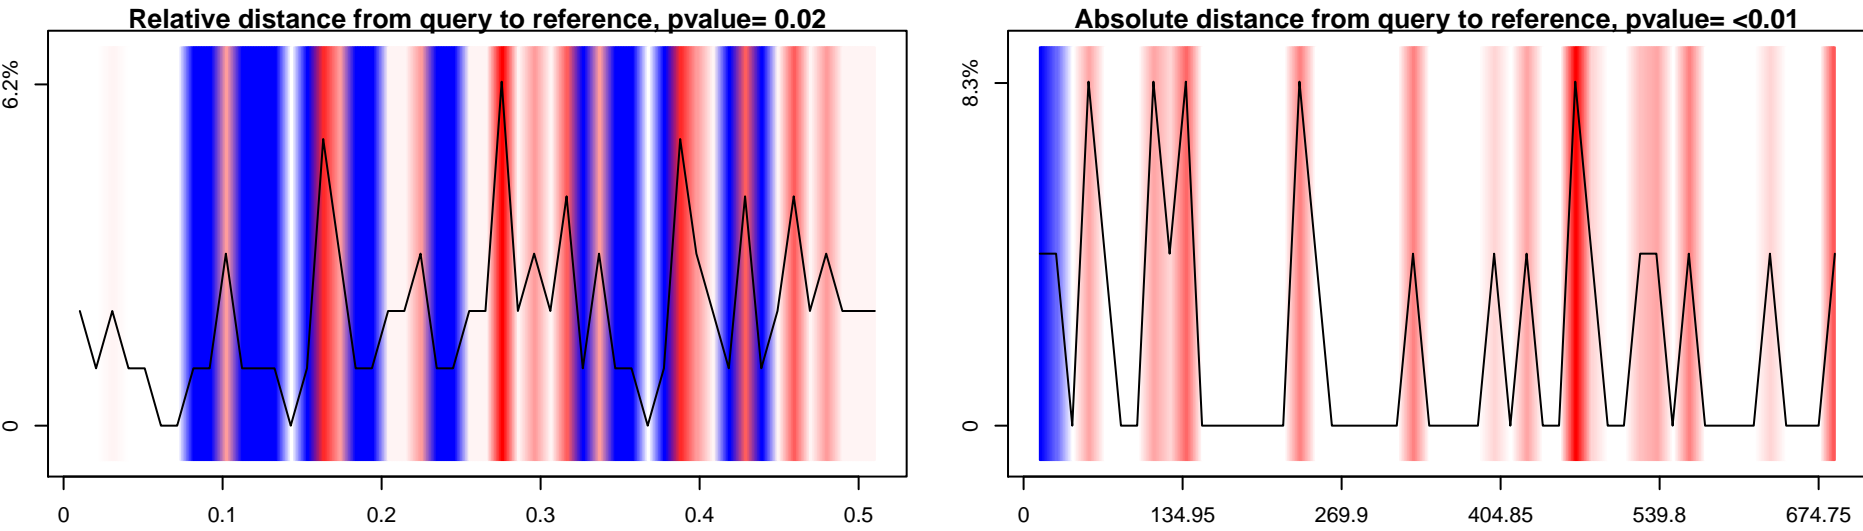 Relative distance from query to reference, pvalue= 0.02
6.2%
0
0 0.1 0.2 0.3 0.4 0.5
Absolute distance from query to reference, pvalue= <0.01
8.3%
0
0 134.95 269.9 404.85 539.8 674.75